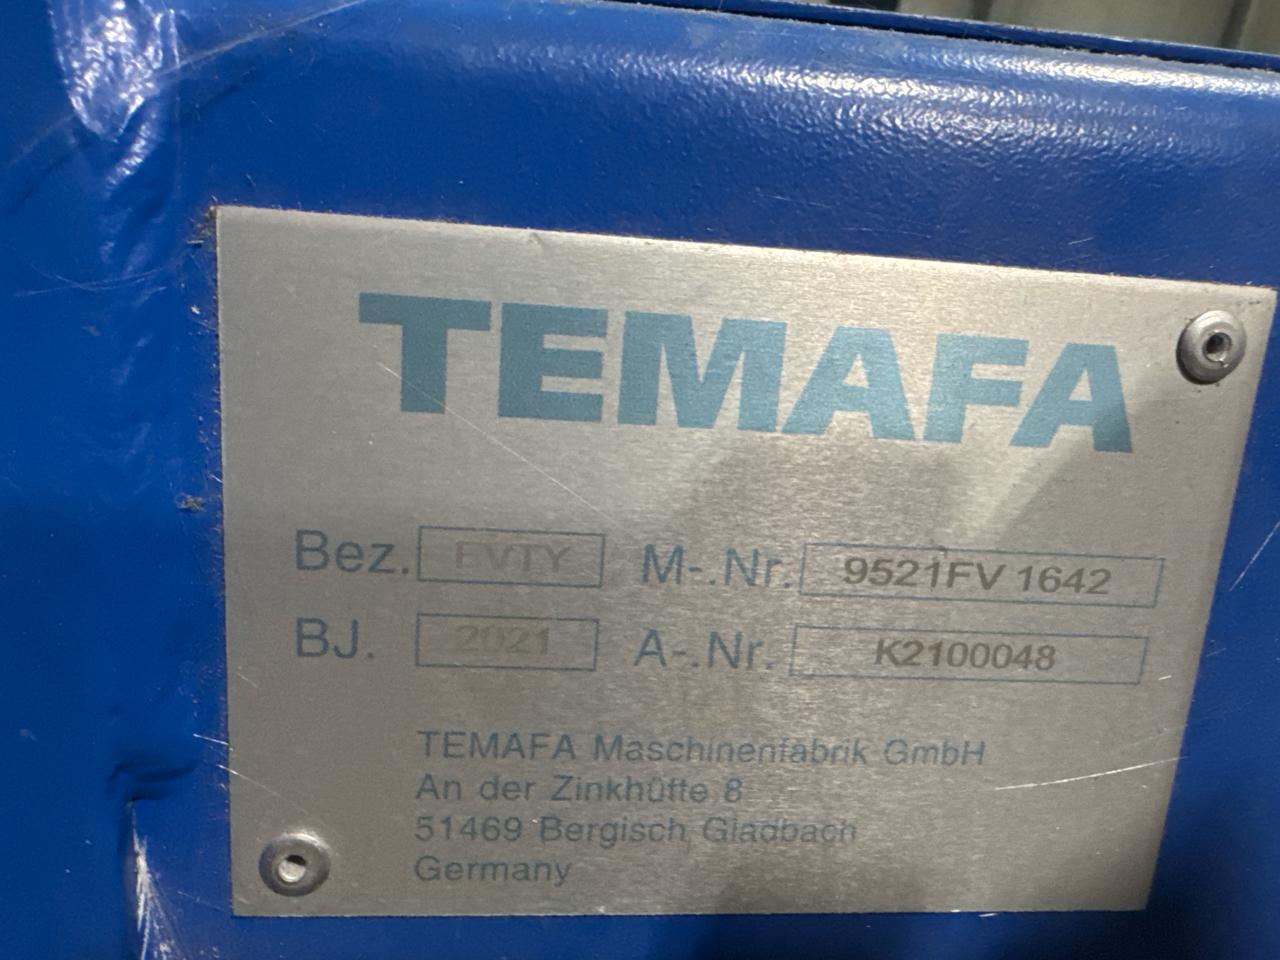 TEMAFA
Bez. FVTY M-.Nr. 9521FV 1642
BJ. 2021 A-.Nr. K2100048
TEMAFA Maschinenfabrik GmbH
An der Zinkhütte 8
51469 Bergisch Gladbach
Germany